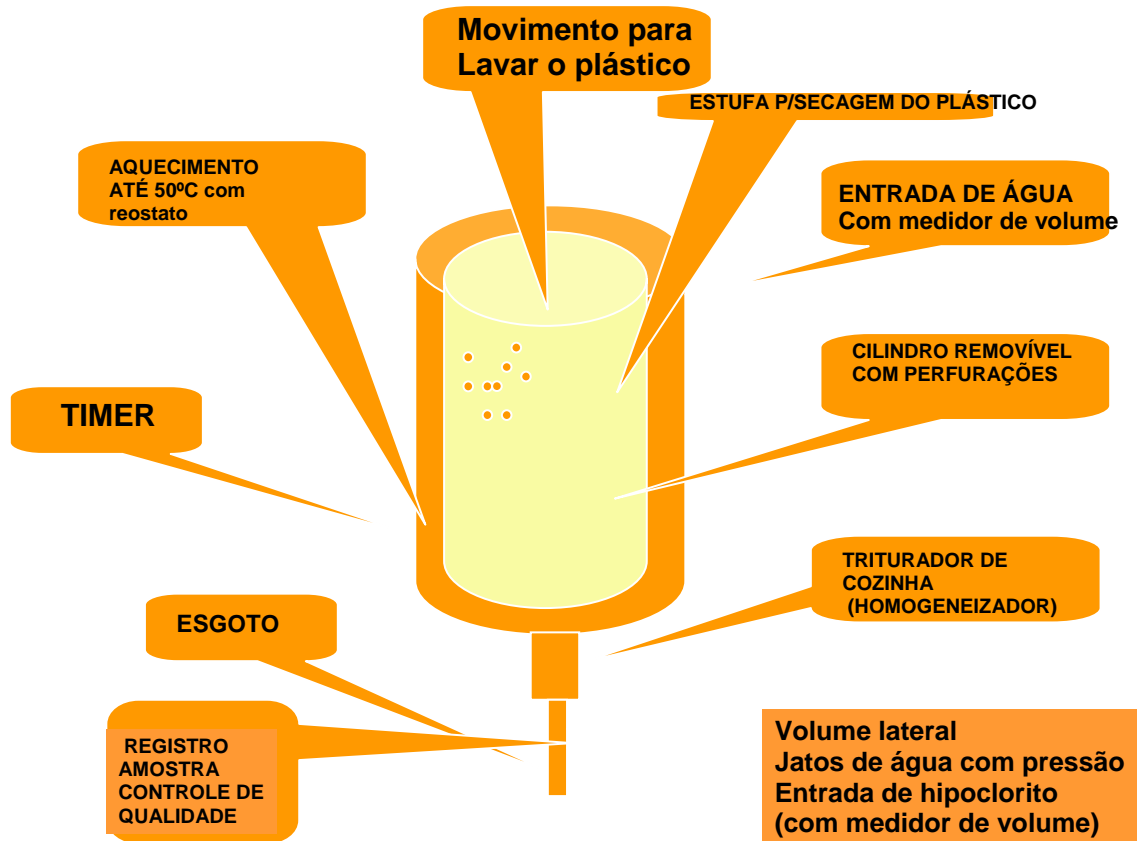 Movimento para
Lavar o plástico
ESTUFA P/SECAGEM DO PLÁSTICO
AQUECIMENTO
ATÉ 50ºC com
reostato
ENTRADA DE ÁGUA
Com medidor de volume
CILINDRO REMOVÍVEL
COM PERFURAÇÕES
TIMER
TRITURADOR DE
COZINHA
(HOMOGENEIZADOR)
ESGOTO
REGISTRO
AMOSTRA
CONTROLE DE
QUALIDADE
Volume lateral
Jatos de água com pressão
Entrada de hipoclorito
(com medidor de volume)